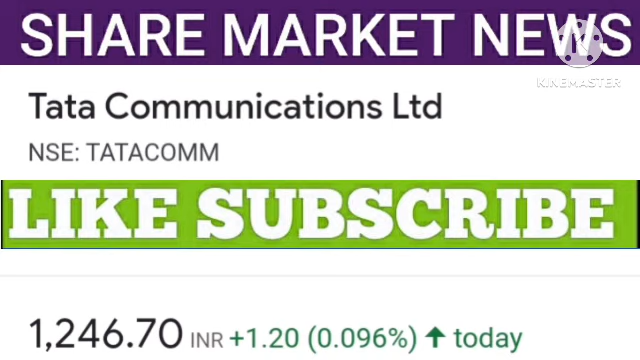 SHARE MARKET NEWS
KINEMASTER
Tata Communications Ltd
NSE: TATACOMM
LIKE SUBSCRIBE
1,246.70 INR +1.20 (0.096%) ↑ today